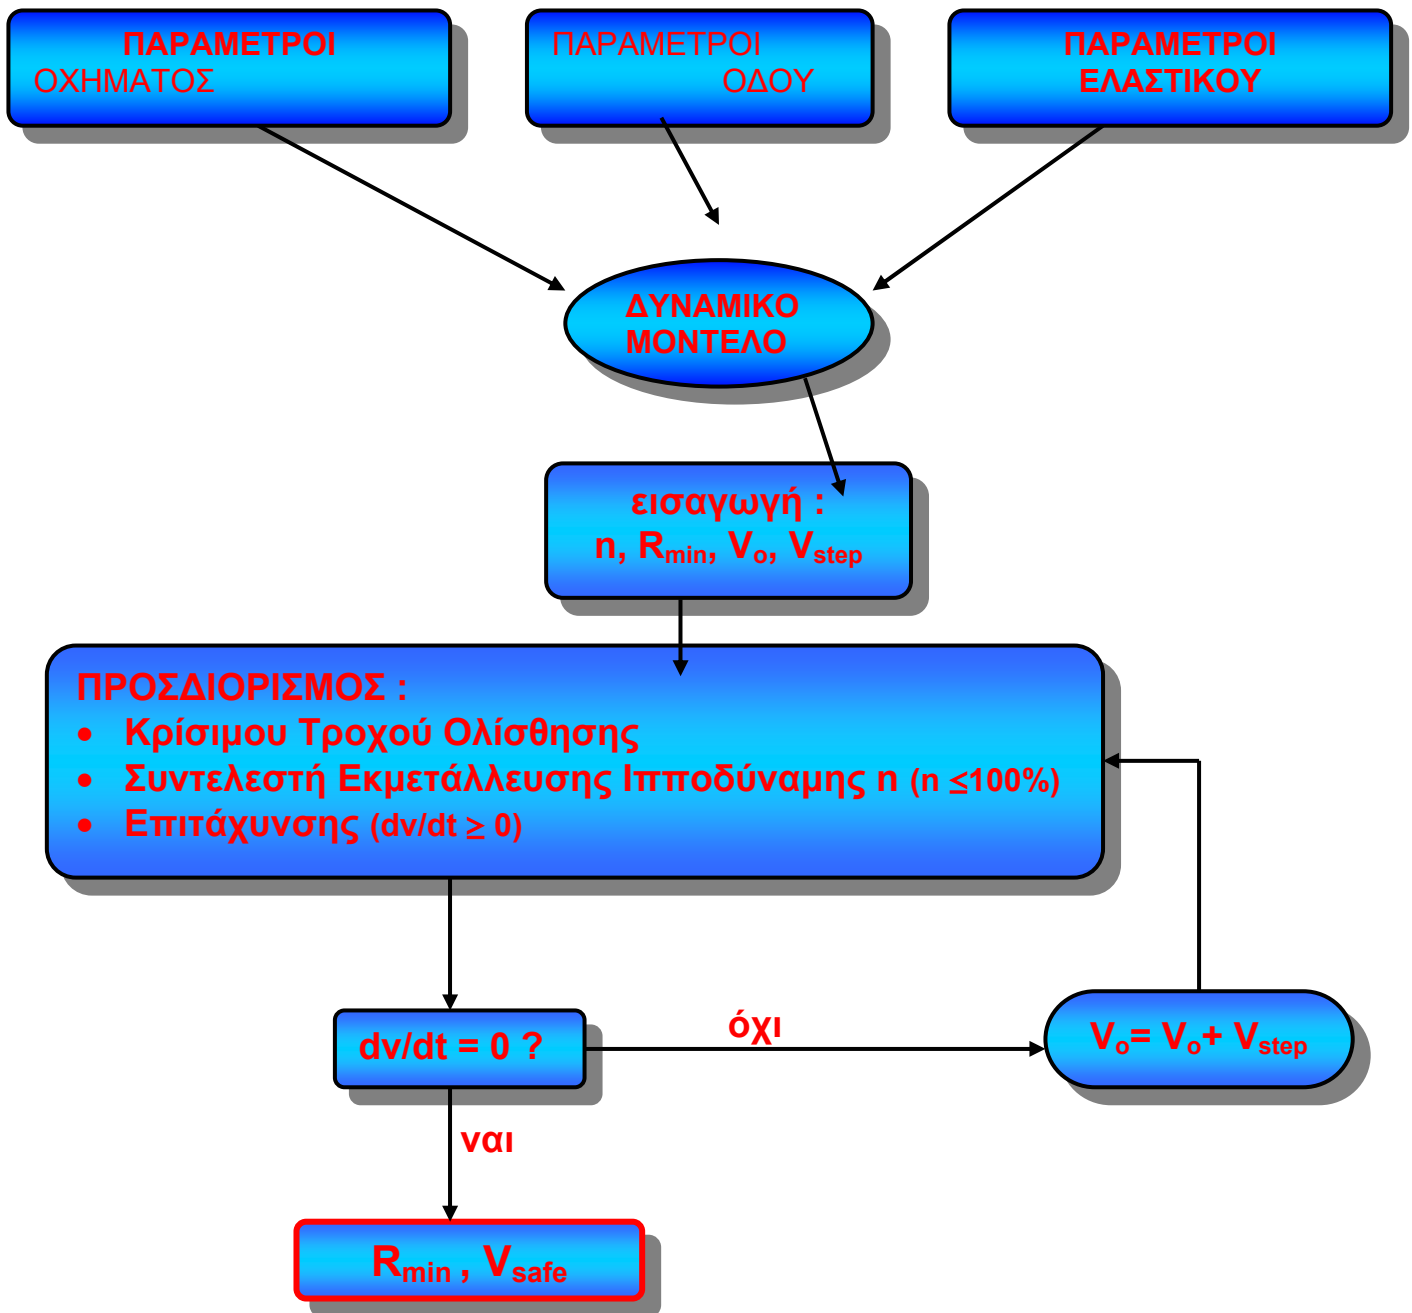 ΠΑΡΑΜΕΤΡΟΙ
ΟΧΗΜΑΤΟΣ
ΠΑΡΑΜΕΤΡΟΙ
ΟΔΟΥ
ΠΑΡΑΜΕΤΡΟΙ
ΕΛΑΣΤΙΚΟΥ
ΔΥΝΑΜΙΚΟ
ΜΟΝΤΕΛΟ
εισαγωγή :
n, Rmin, Vo, Vstep
ΠΡΟΣΔΙΟΡΙΣΜΟΣ :
• Κρίσιμου Τροχού Ολίσθησης
• Συντελεστή Εκμετάλλευσης Ιπποδύναμης n (n ≤100%)
• Επιτάχυνσης (dv/dt ≥ 0)
dv/dt = 0 ?
όχι
Vo= Vo+ Vstep
ναι
Rmin , Vsafe